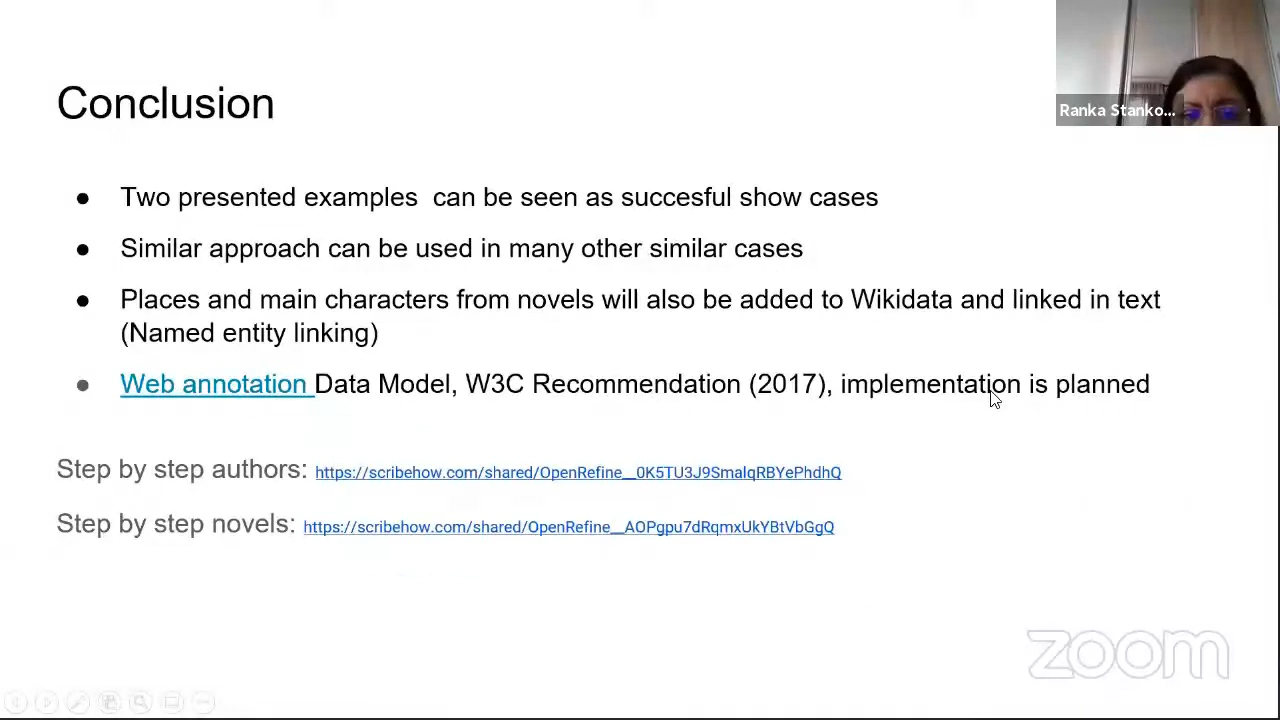 Ranka Stanko...
Conclusion
● Two presented examples can be seen as succesful show cases
● Similar approach can be used in many other similar cases
● Places and main characters from novels will also be added to Wikidata and linked in text
(Named entity linking)
● Web annotation Data Model, W3C Recommendation (2017), implementation is planned
Step by step authors: https://scribehow.com/shared/OpenRefine__0K5TU3J9SmalqRBYePhdhQ
Step by step novels: https://scribehow.com/shared/OpenRefine__AOPgpu7dRqmxUkYBtVbGgQ
zoom